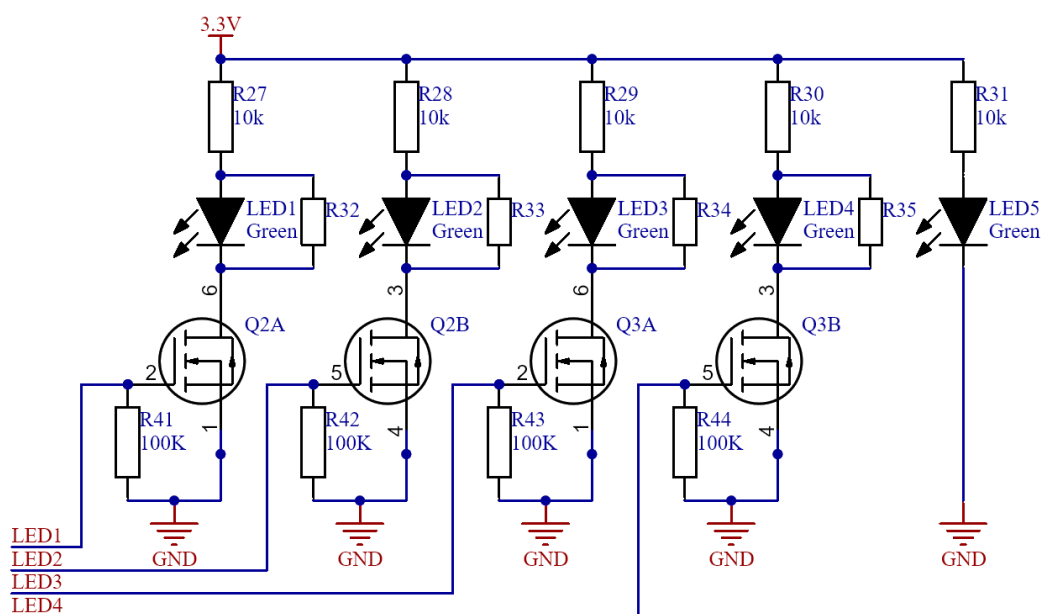 3.3V
R27
10k
R28
10k
R29
10k
R30
10k
R31
10k
LED1
Green
R32
LED2
Green
R33
LED3
Green
R34
LED4
Green
R35
LED5
Green
6
3
6
3
Q2A
Q2B
Q3A
Q3B
2
5
2
5
R41
100K
1
R42
100K
4
R43
100K
1
R44
100K
4
GND
GND
GND
GND
GND
LED1
LED2
LED3
LED4